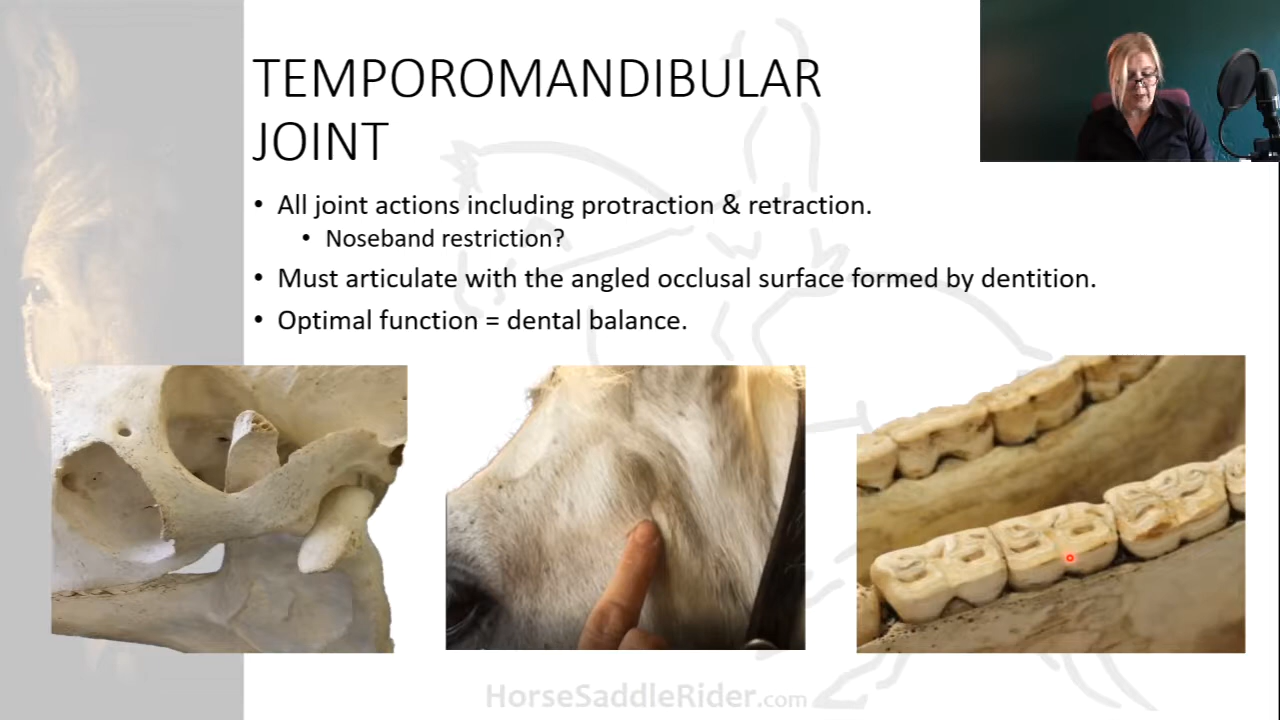 TEMPOROMANDIBULAR
JOINT
• All joint actions including protraction & retraction.
• Noseband restriction?
• Must articulate with the angled occlusal surface formed by dentition.
• Optimal function = dental balance.
HorseSaddleRider.com